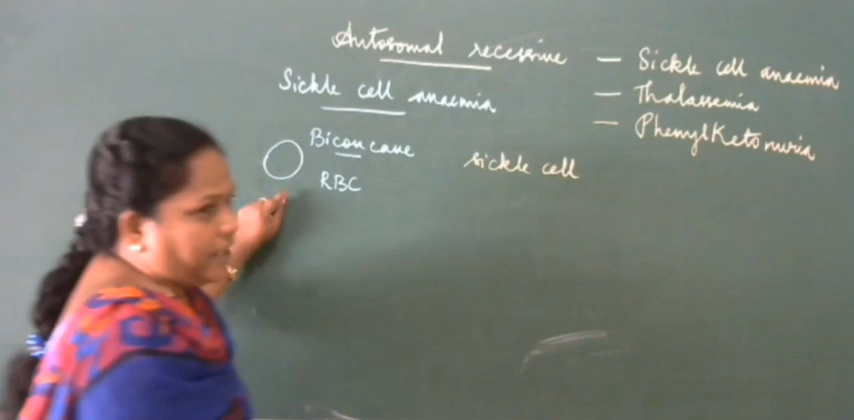 Autosomal recessive — Sickle cell anaemia
— Thalassemia
— PhenylKetonuria
Sickle cell anaemia
Biconcave
RBC
sickle cell